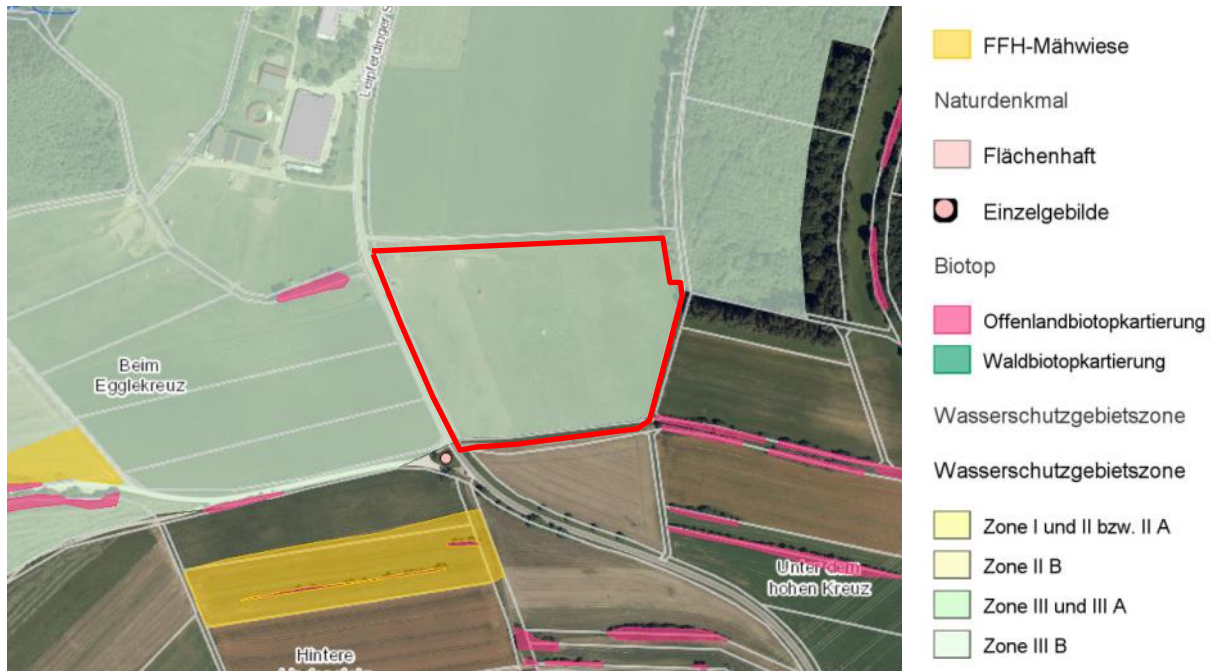 Leipferdinger S
Beim
Egglekreuz
Unter dem
hohen Kreuz
Hintere
FFH-Mähwiese
Naturdenkmal
Flächenhaft
Einzelgebilde
Biotop
Offenlandbiotopkartierung
Waldbiotopkartierung
Wasserschutzgebietszone
Wasserschutzgebietszone
Zone I und II bzw. II A
Zone II B
Zone III und III A
Zone III B